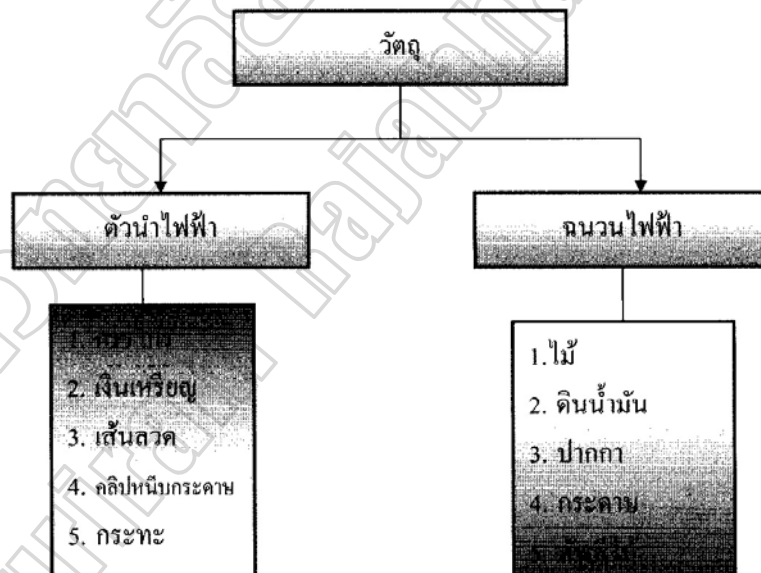 วัตถุ
ตัวนำไฟฟ้า
ฉนวนไฟฟ้า
1.
2. เงินเหรียญ
3. เส้นลวด
4. คลิปหนีบกระดาษ
5. กระทะ
1.ไม้
2. ดินน้ำมัน
3. ปากกา
4. กระดาษ
5.